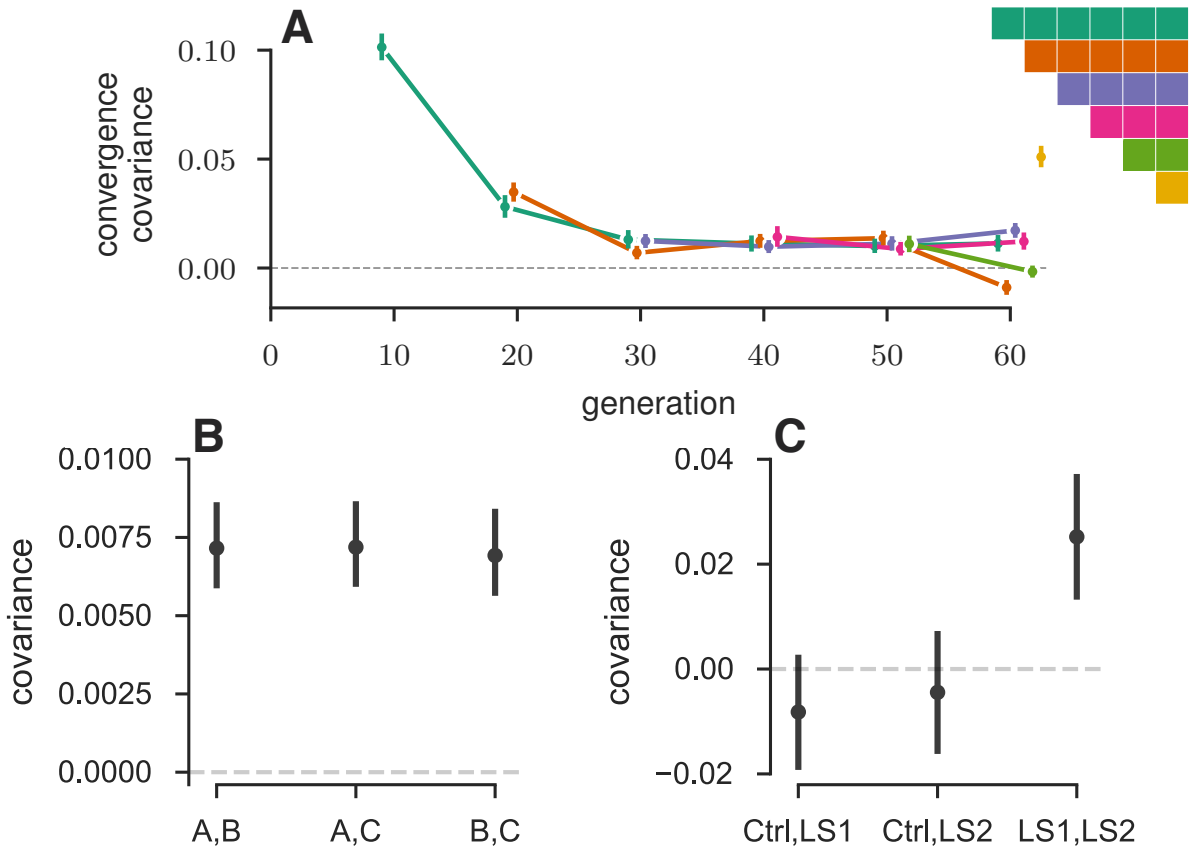 A
convergence
covariance
0.10
0.05
0.00
0 10 20 30 40 50 60
generation
B
covariance
0.0100
0.0075
0.0050
0.0025
0.0000
A,B A,C B,C
C
covariance
0.04
0.02
0.00
−0.02
Ctrl,LS1 Ctrl,LS2 LS1,LS2